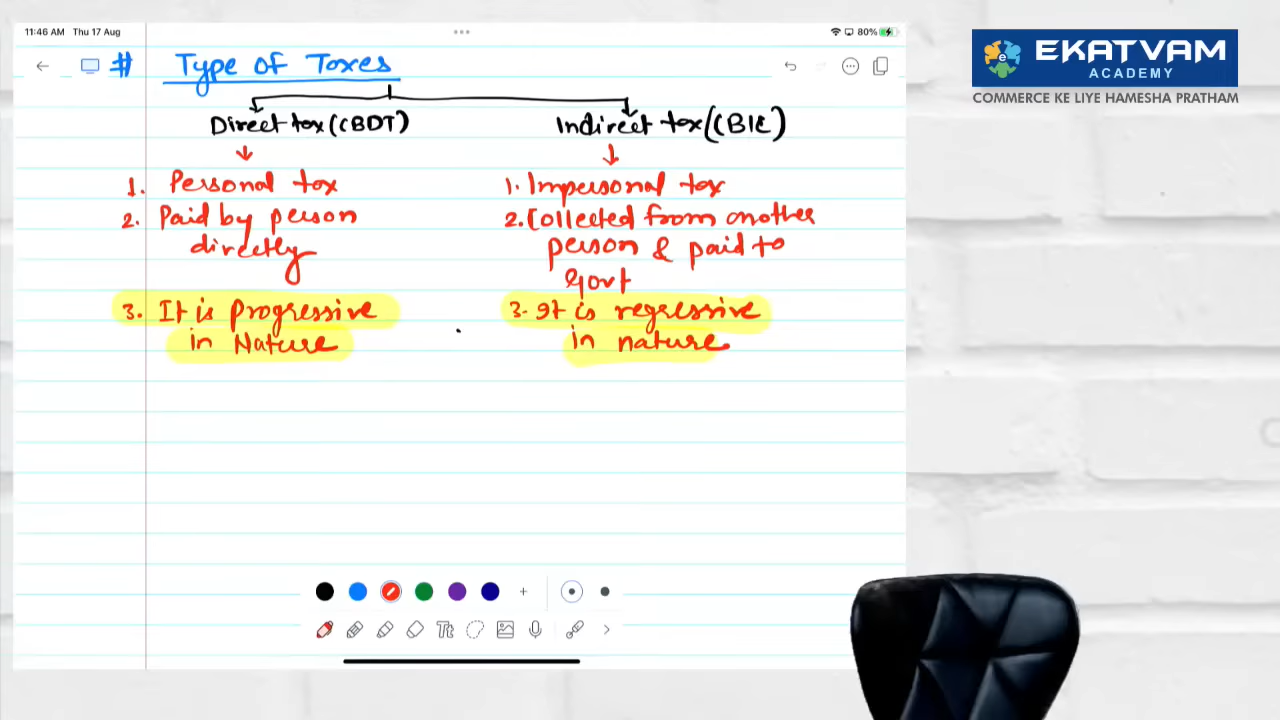 11:46 AM Thu 17 Aug
80%
# Type of Taxes
Direct tax (CBDT)
Indirect tax (CBIC)
1. Personal tax
2. Paid by person
directly
3. It is progressive
in Nature
1. Impersonal tax
2. Collected from another
person & paid to
Govt
3. It is regressive
in nature
Tt
EKATVAM
ACADEMY
COMMERCE KE LIYE HAMESHA PRATHAM